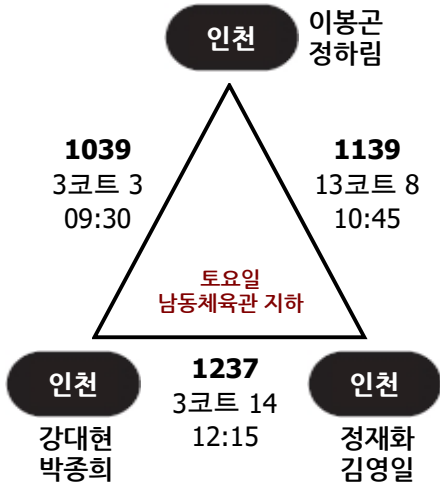 인천
이봉곤
정하림
1039
3코트 3
09:30
1139
13코트 8
10:45
토요일
남동체육관 지하
인천
강대현
박종희
1237
3코트 14
12:15
인천
정재화
김영일